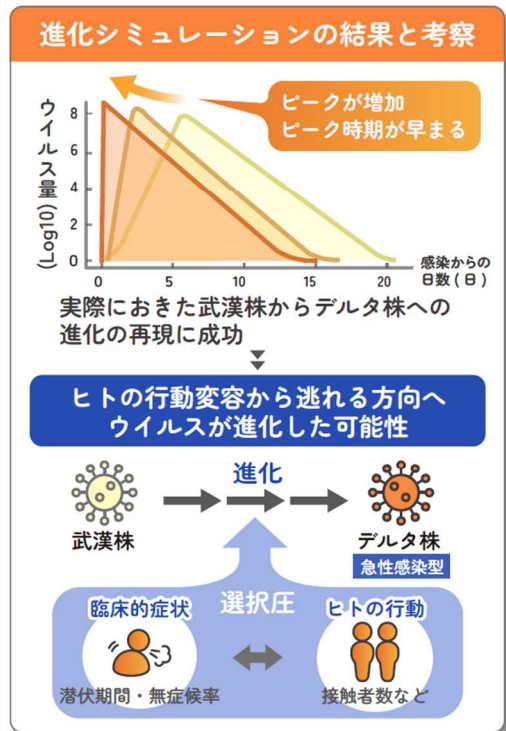 進化シミュレーションの結果と考察
ピークが増加
ピーク時期が早まる
ウイルス量
(Log10)
8
6
4
2
0
0
5
10
15
20
感染からの
日数(日)
実際におきた武漢株からデルタ株への
進化の再現に成功
ヒトの行動変容から逃れる方向へ
ウイルスが進化した可能性
進化
武漢株
デルタ株
急性感染型
選択圧
臨床的症状
ヒトの行動
潜伏期間・無症候率
接触者数など